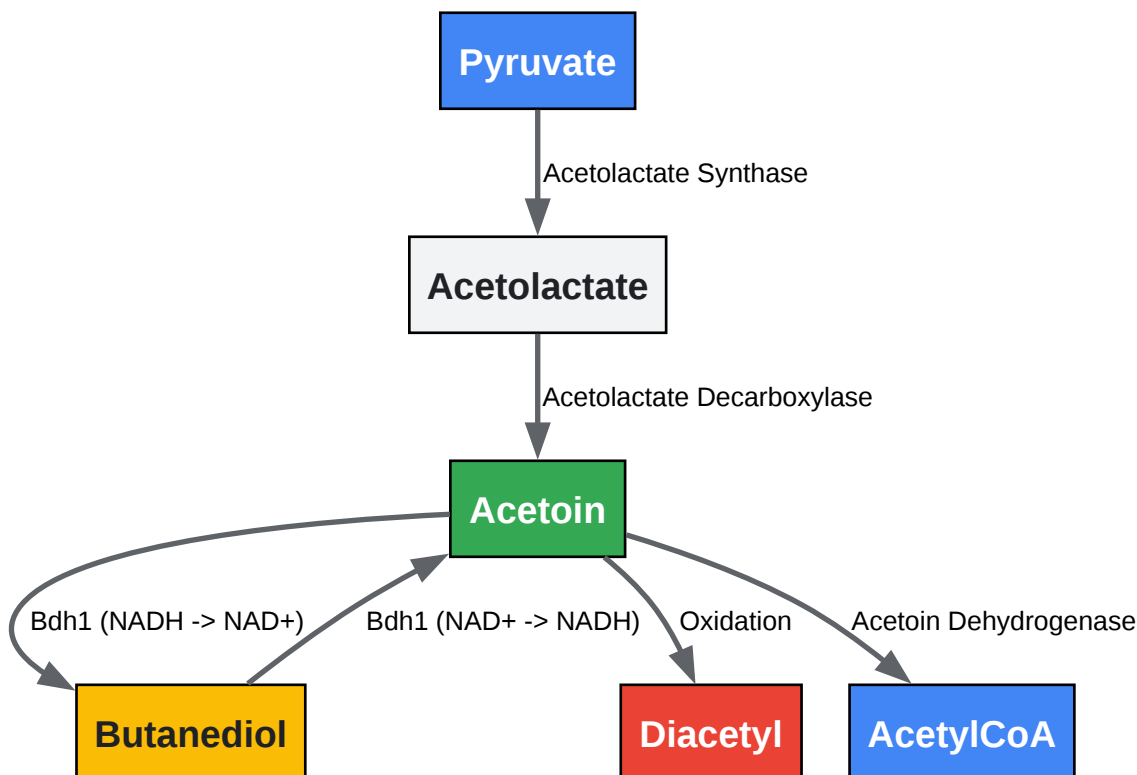 Pyruvate
Acetolactate Synthase
Acetolactate
Acetolactate Decarboxylase
Acetoin
Bdh1 (NADH -> NAD+)
Bdh1 (NAD+ -> NADH)
Oxidation
Acetoin Dehydrogenase
Butanediol
Diacetyl
AcetylCoA